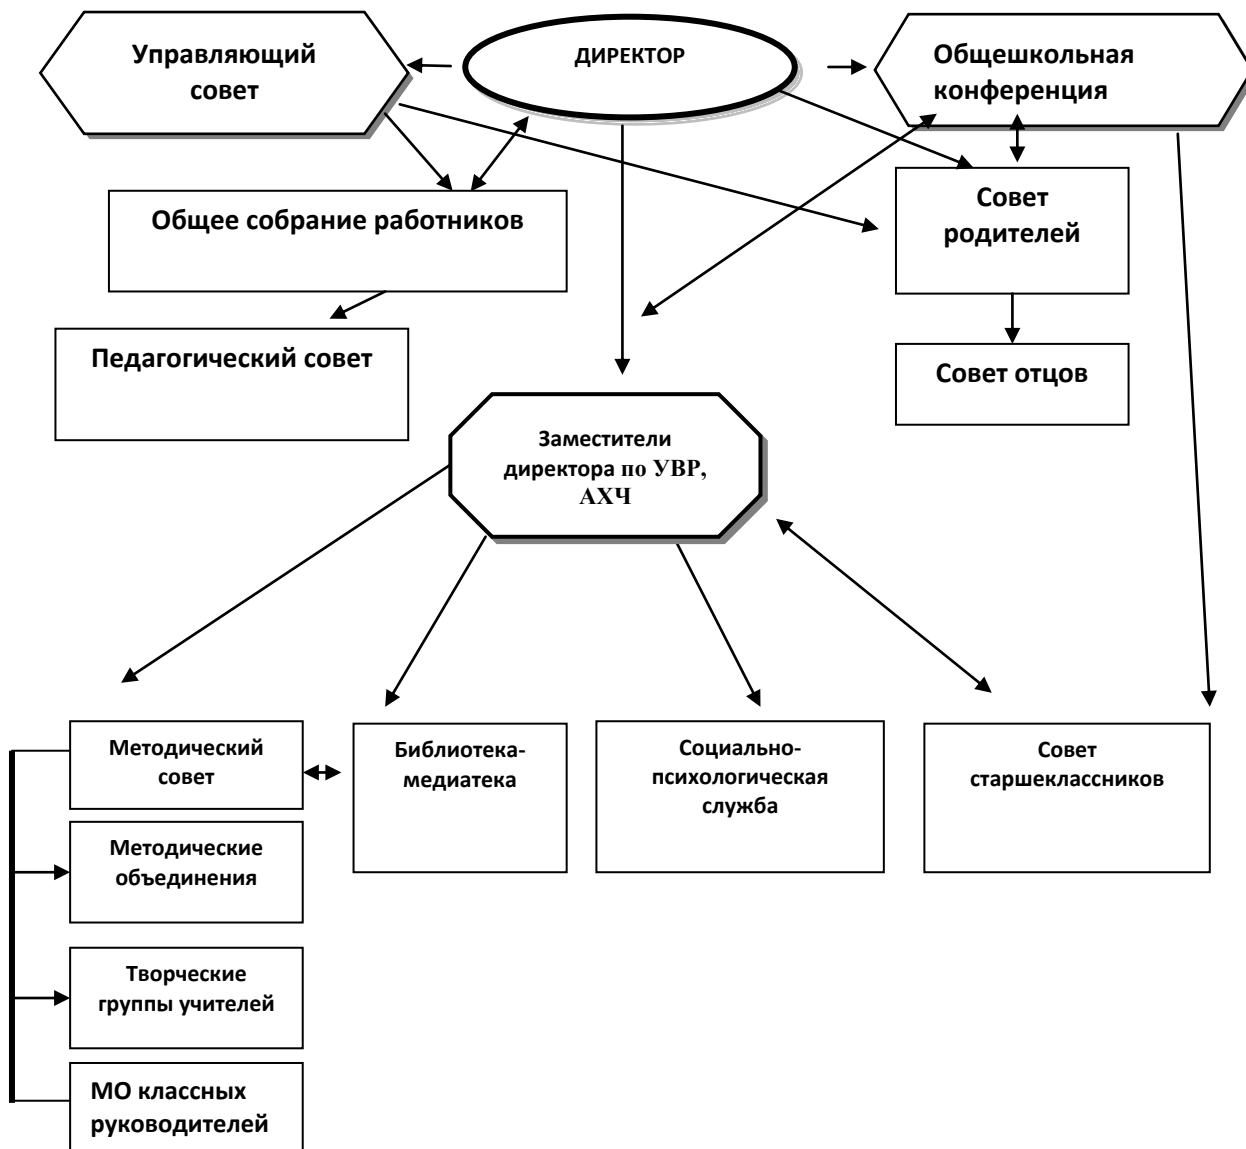 Управляющий
совет
ДИРЕКТОР
Общешкольная
конференция
Общее собрание работников
Совет
родителей
Педагогический совет
Совет отцов
Заместители
директора по УВР,
АХЧ
Методический
совет
Библиотека-
медиатека
Социально-
психологическая
служба
Совет
старшеклассников
Методические
объединения
Творческие
группы учителей
МО классных
руководителей